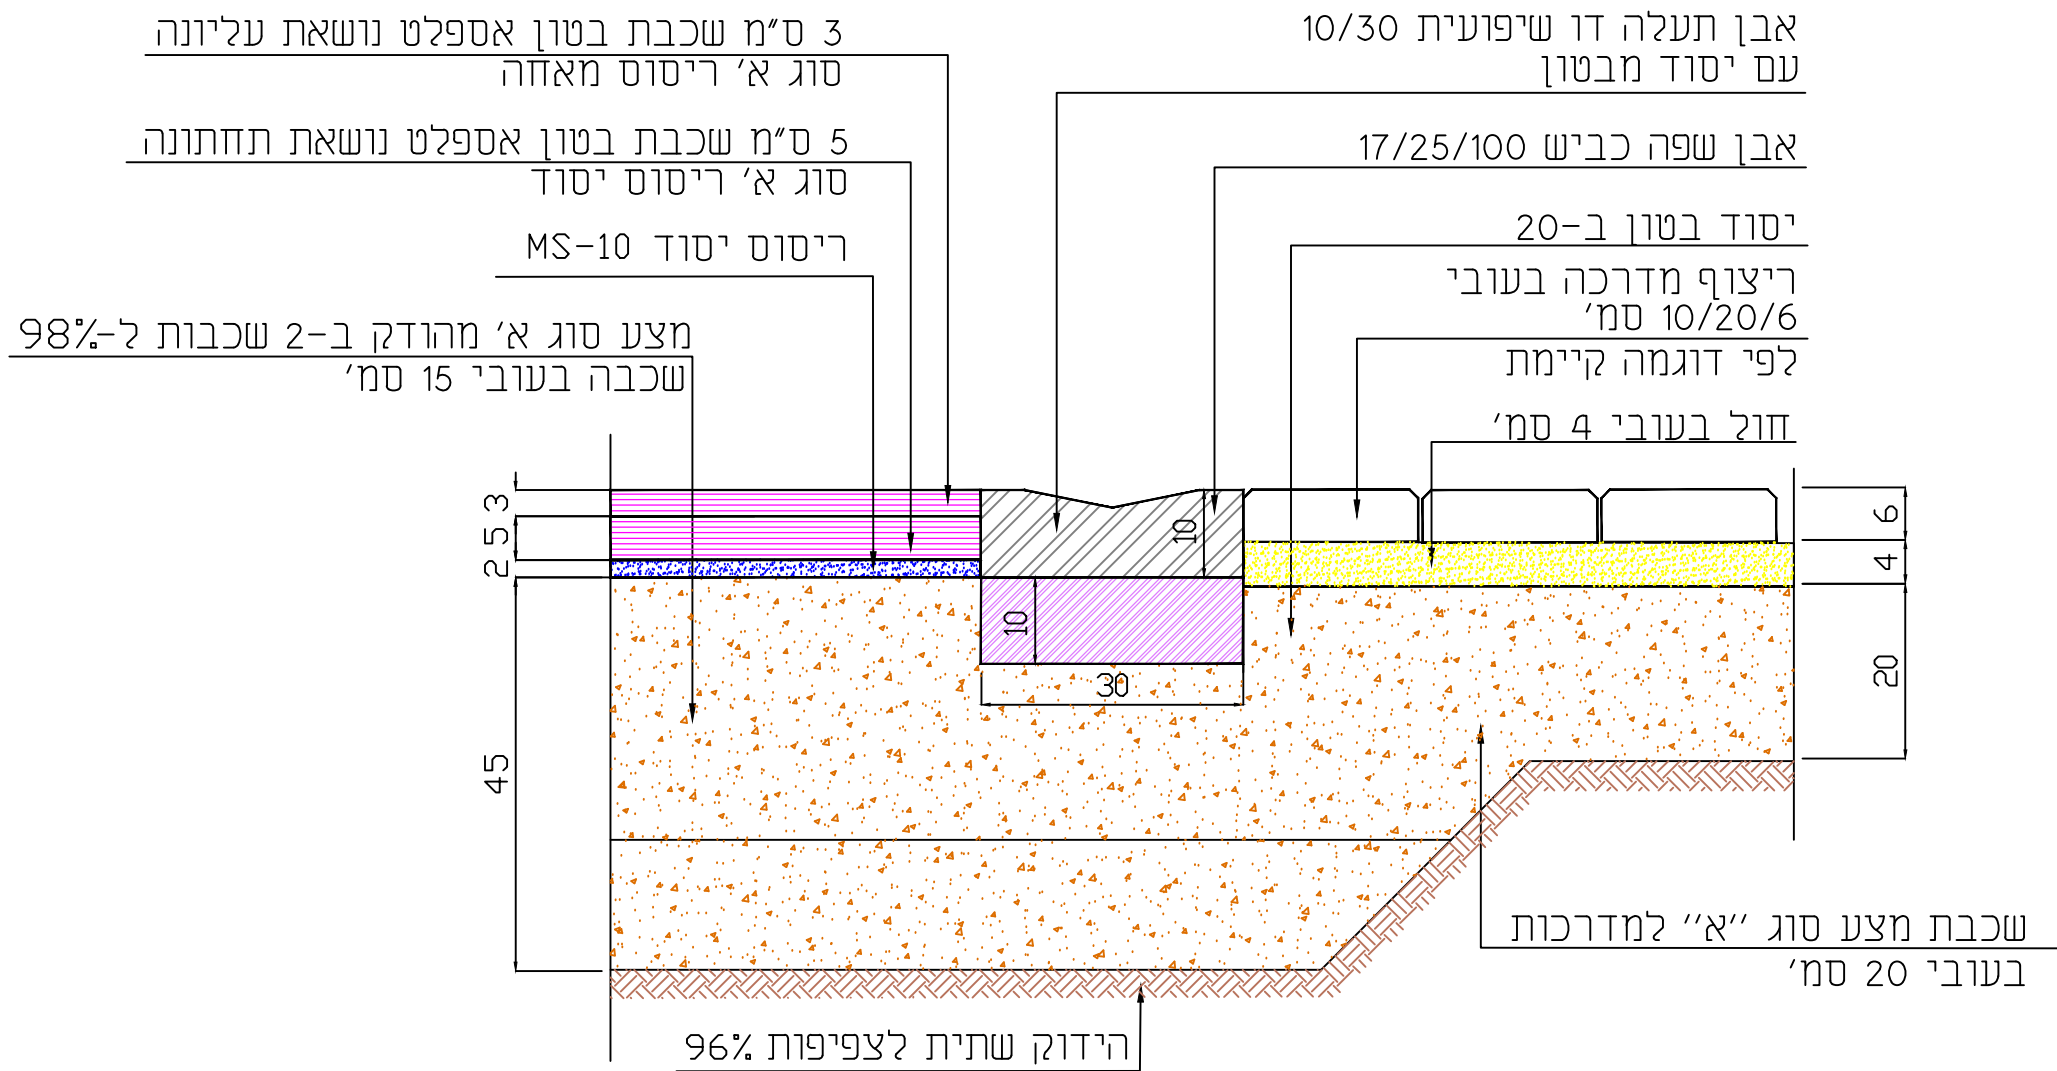 אבן תעלה דו שיפועית 10/30
עם יסוד מבטון
אבן שפה כביש 17/25/100
יסוד בטון ב-20
ריצוף מדרכה בעובי
10/20/6 סמ'
לפי דוגמה קיימת
חול בעובי 4 סמ'
3 ס"מ שכבת בטון אספלט נושאת עליונה
סוג א' ריסוס מאחה
5 ס"מ שכבת בטון אספלט נושאת תחתונה
סוג א' ריסוס יסוד
ריסוס יסוד MS-10
מצע סוג א' מהודק ב-2 שכבות ל-98%
שכבה בעובי 15 סמ'
3
5
2
45
10
10
30
6
4
20
שכבת מצע סוג ''א'' למדרכות
בעובי 20 סמ'
הידוק שתית לצפיפות 96%